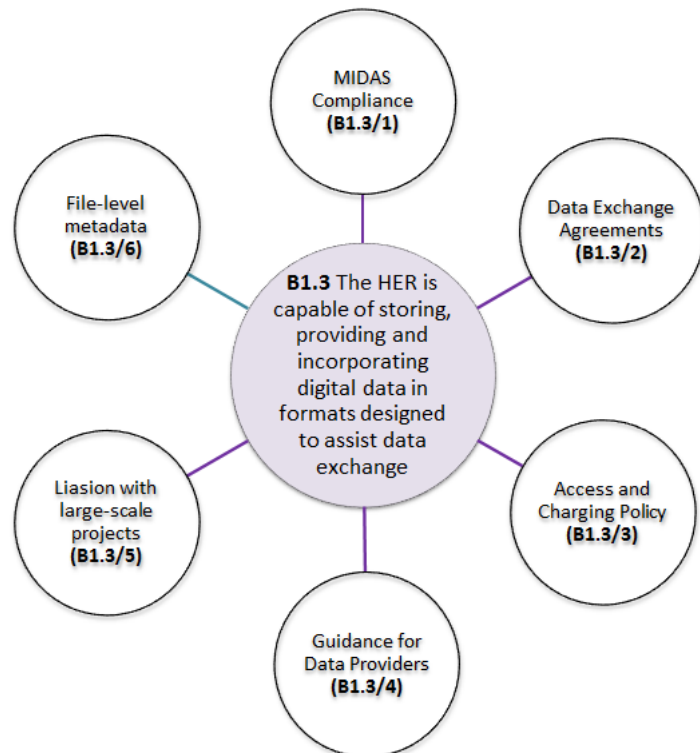 MIDAS
Compliance
(B1.3/1)
File-level
metadata
(B1.3/6)
Data Exchange
Agreements
(B1.3/2)
B1.3 The HER is
capable of storing,
providing and
incorporating
digital data in
formats designed
to assist data
exchange
Liasion with
large-scale
projects
(B1.3/5)
Access and
Charging Policy
(B1.3/3)
Guidance for
Data Providers
(B1.3/4)